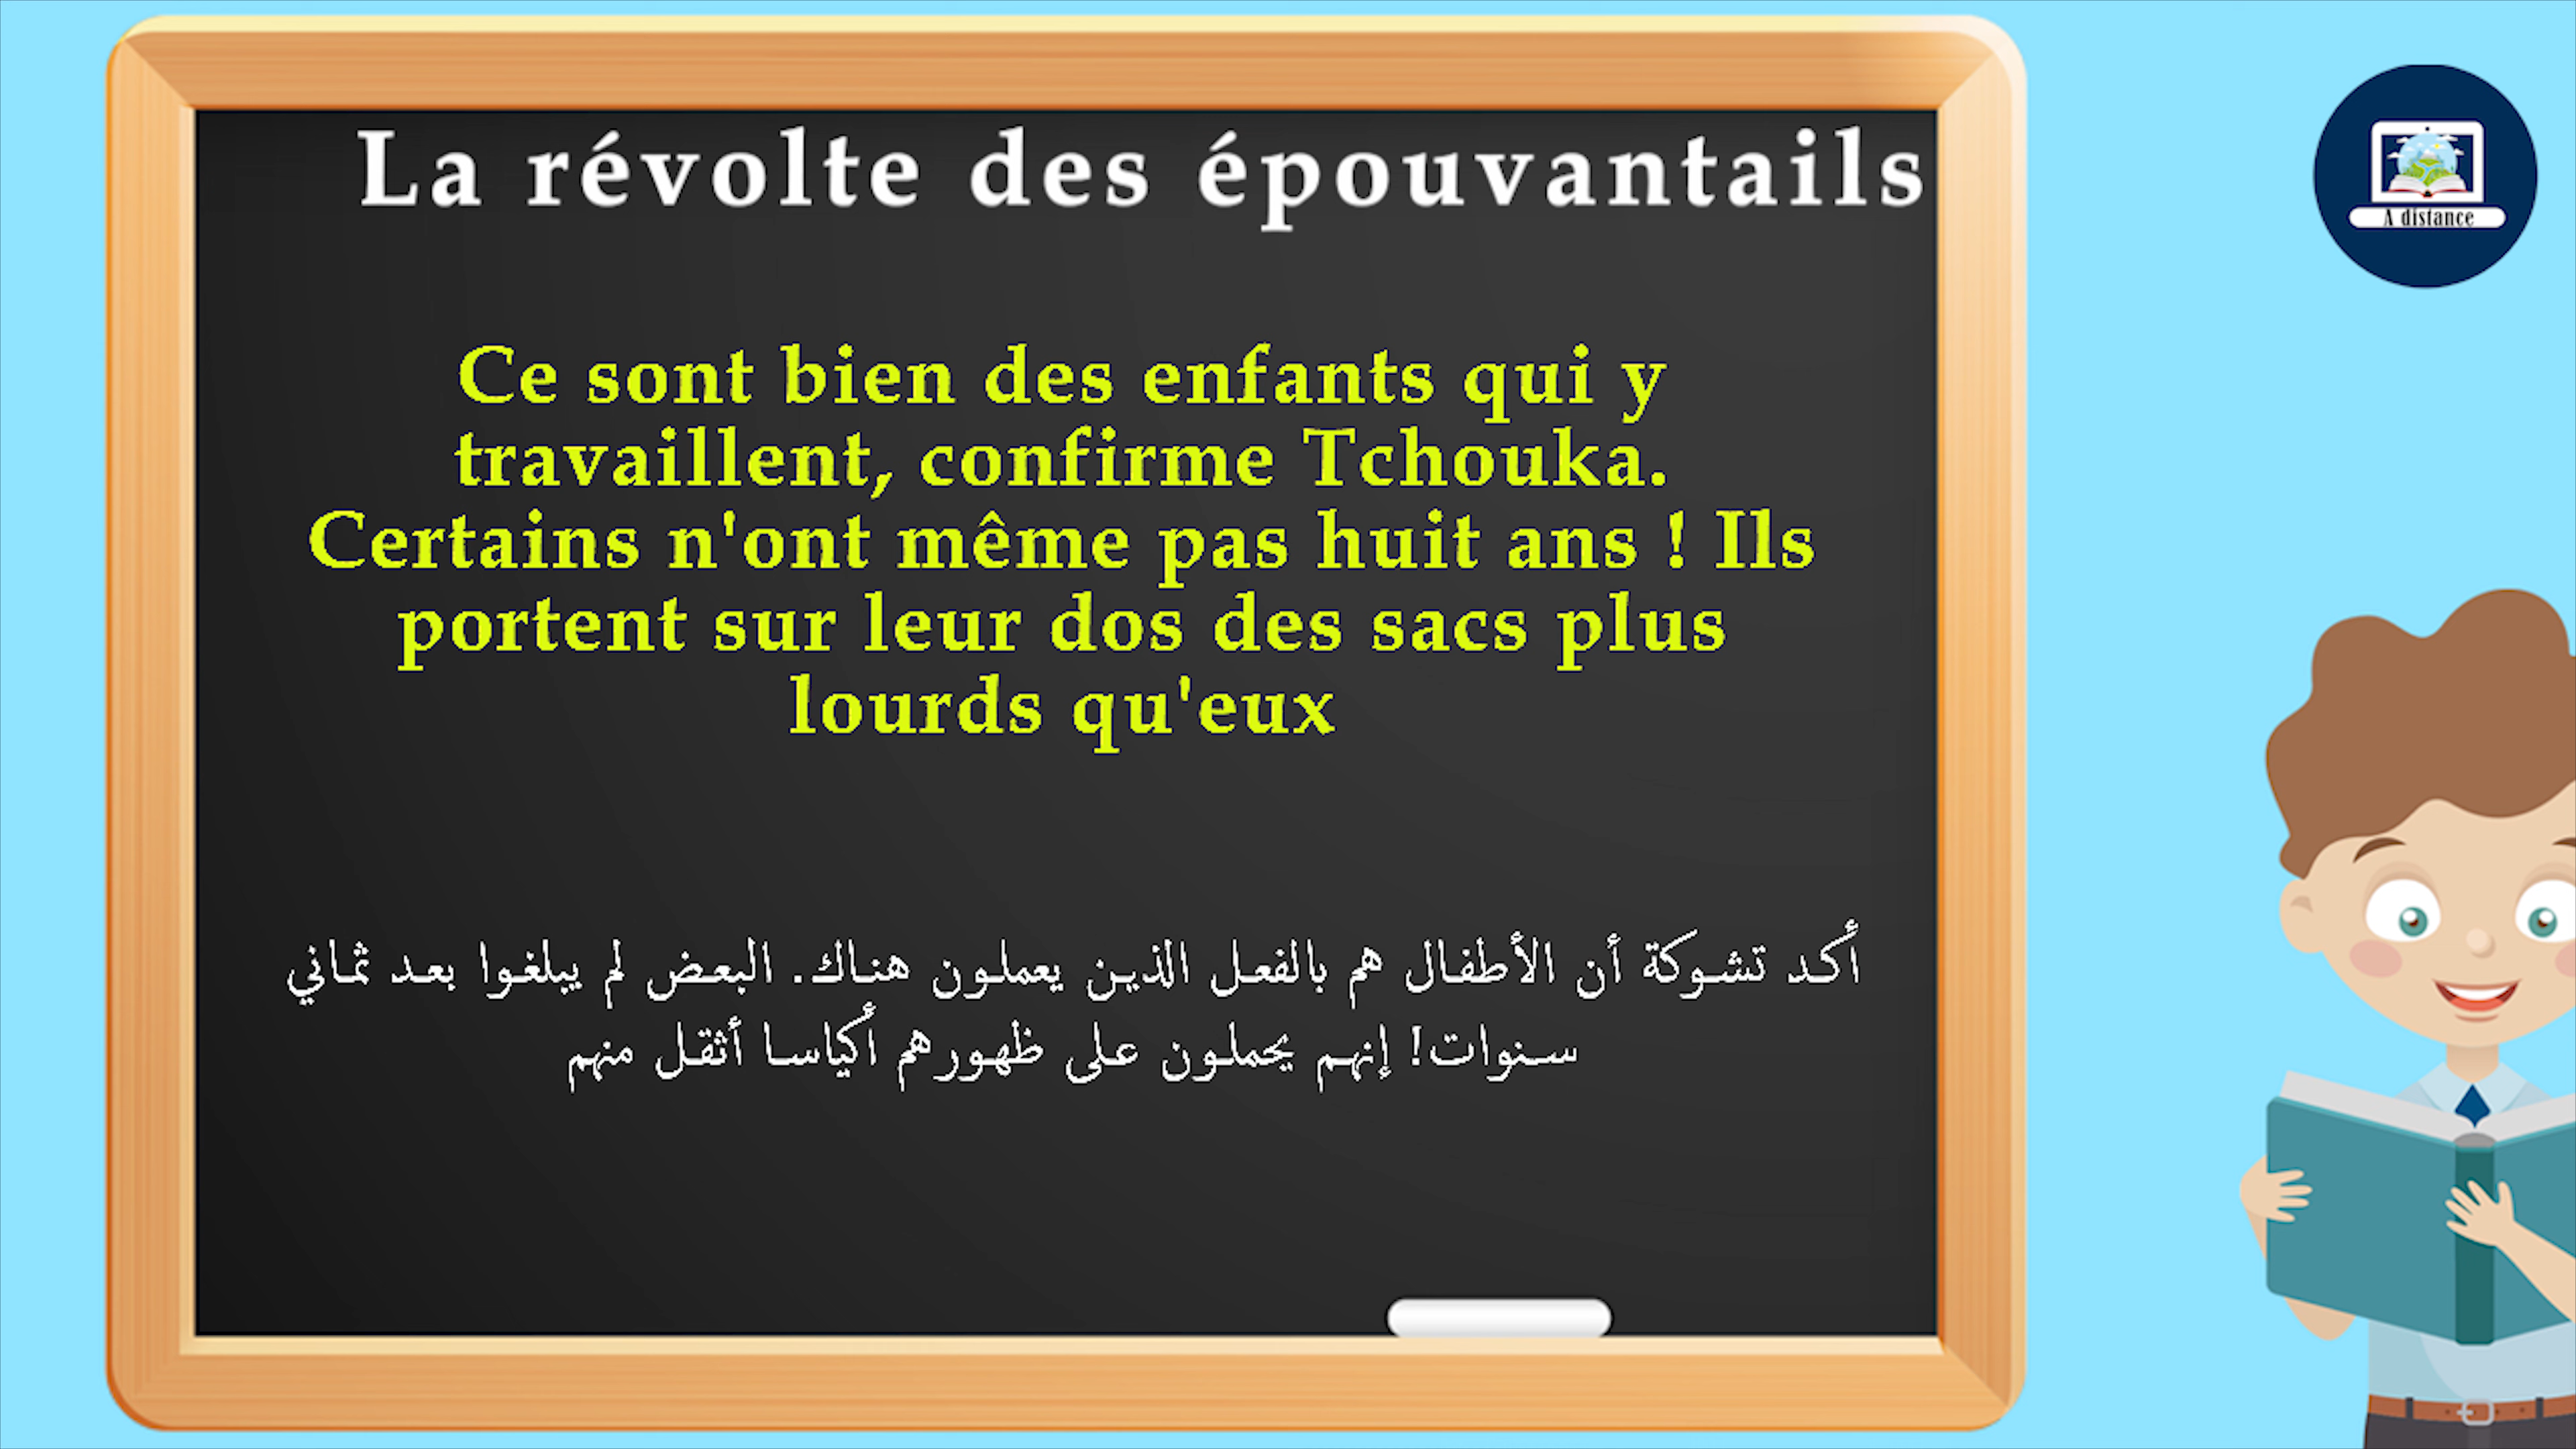 La révolte des épouvantails
A distance
Ce sont bien des enfants qui y
travaillent, confirme Tchouka.
Certains n'ont même pas huit ans ! Ils
portent sur leur dos des sacs plus
lourds qu'eux
أكد تشوكة أن الأطفال هم بالفعل الذين يعملون هناك. البعض لم يبلغوا بعد ثماني
سنوات! إنهم يحملون على ظهورهم أكياسا أثقل منهم